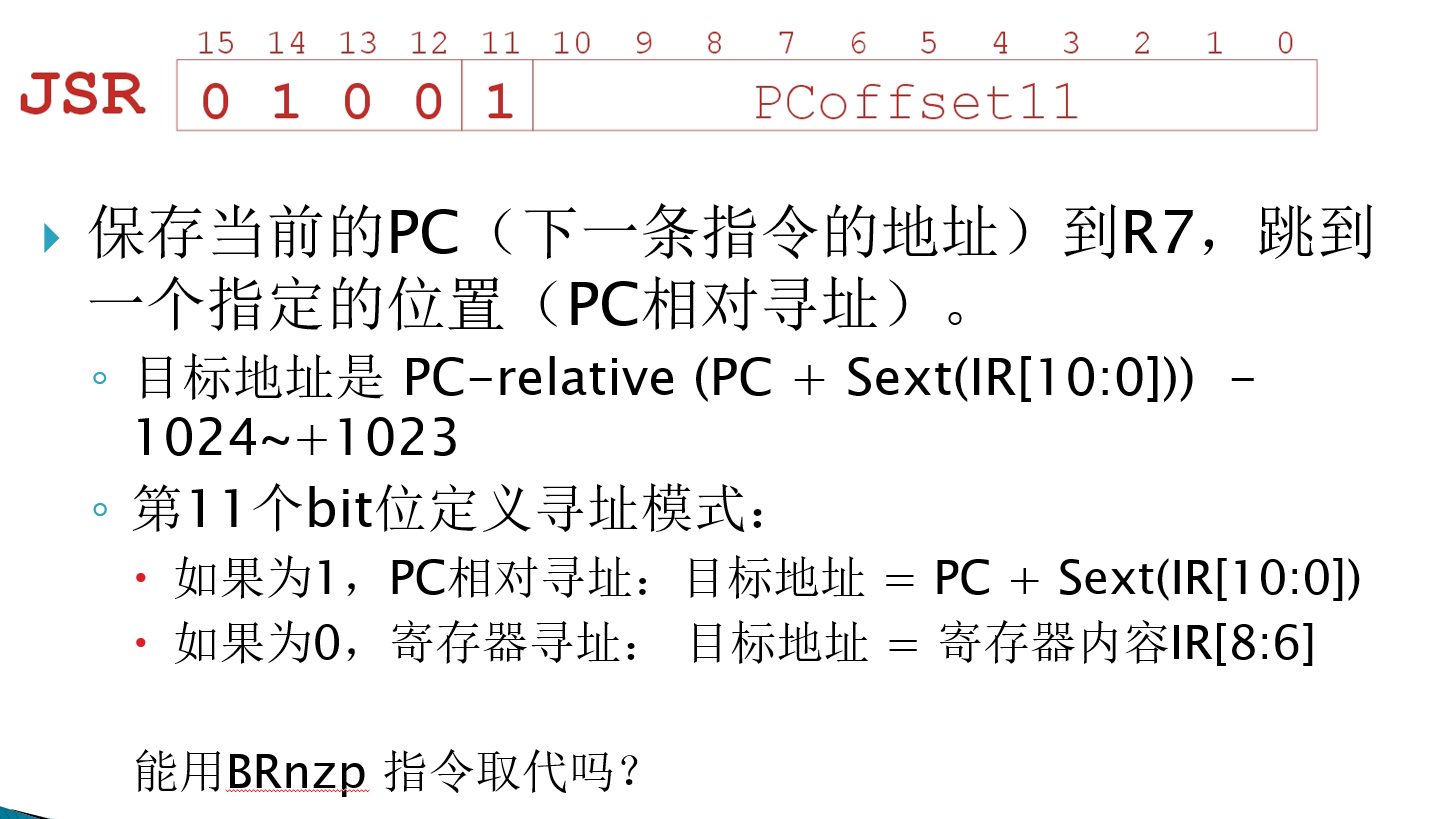 15 14 13 12 11 10 9 8 7 6 5 4 3 2 1 0
JSR 0 1 0 0 1 PCoffset11
保存当前的PC（下一条指令的地址）到R7，跳到
一个指定的位置（PC相对寻址）。
目标地址是 PC-relative (PC + Sext(IR[10:0])) -
1024~+1023
第11个bit位定义寻址模式：
如果为1，PC相对寻址：目标地址 = PC + Sext(IR[10:0])
如果为0，寄存器寻址： 目标地址 = 寄存器内容IR[8:6]
能用BRnzp 指令取代吗？